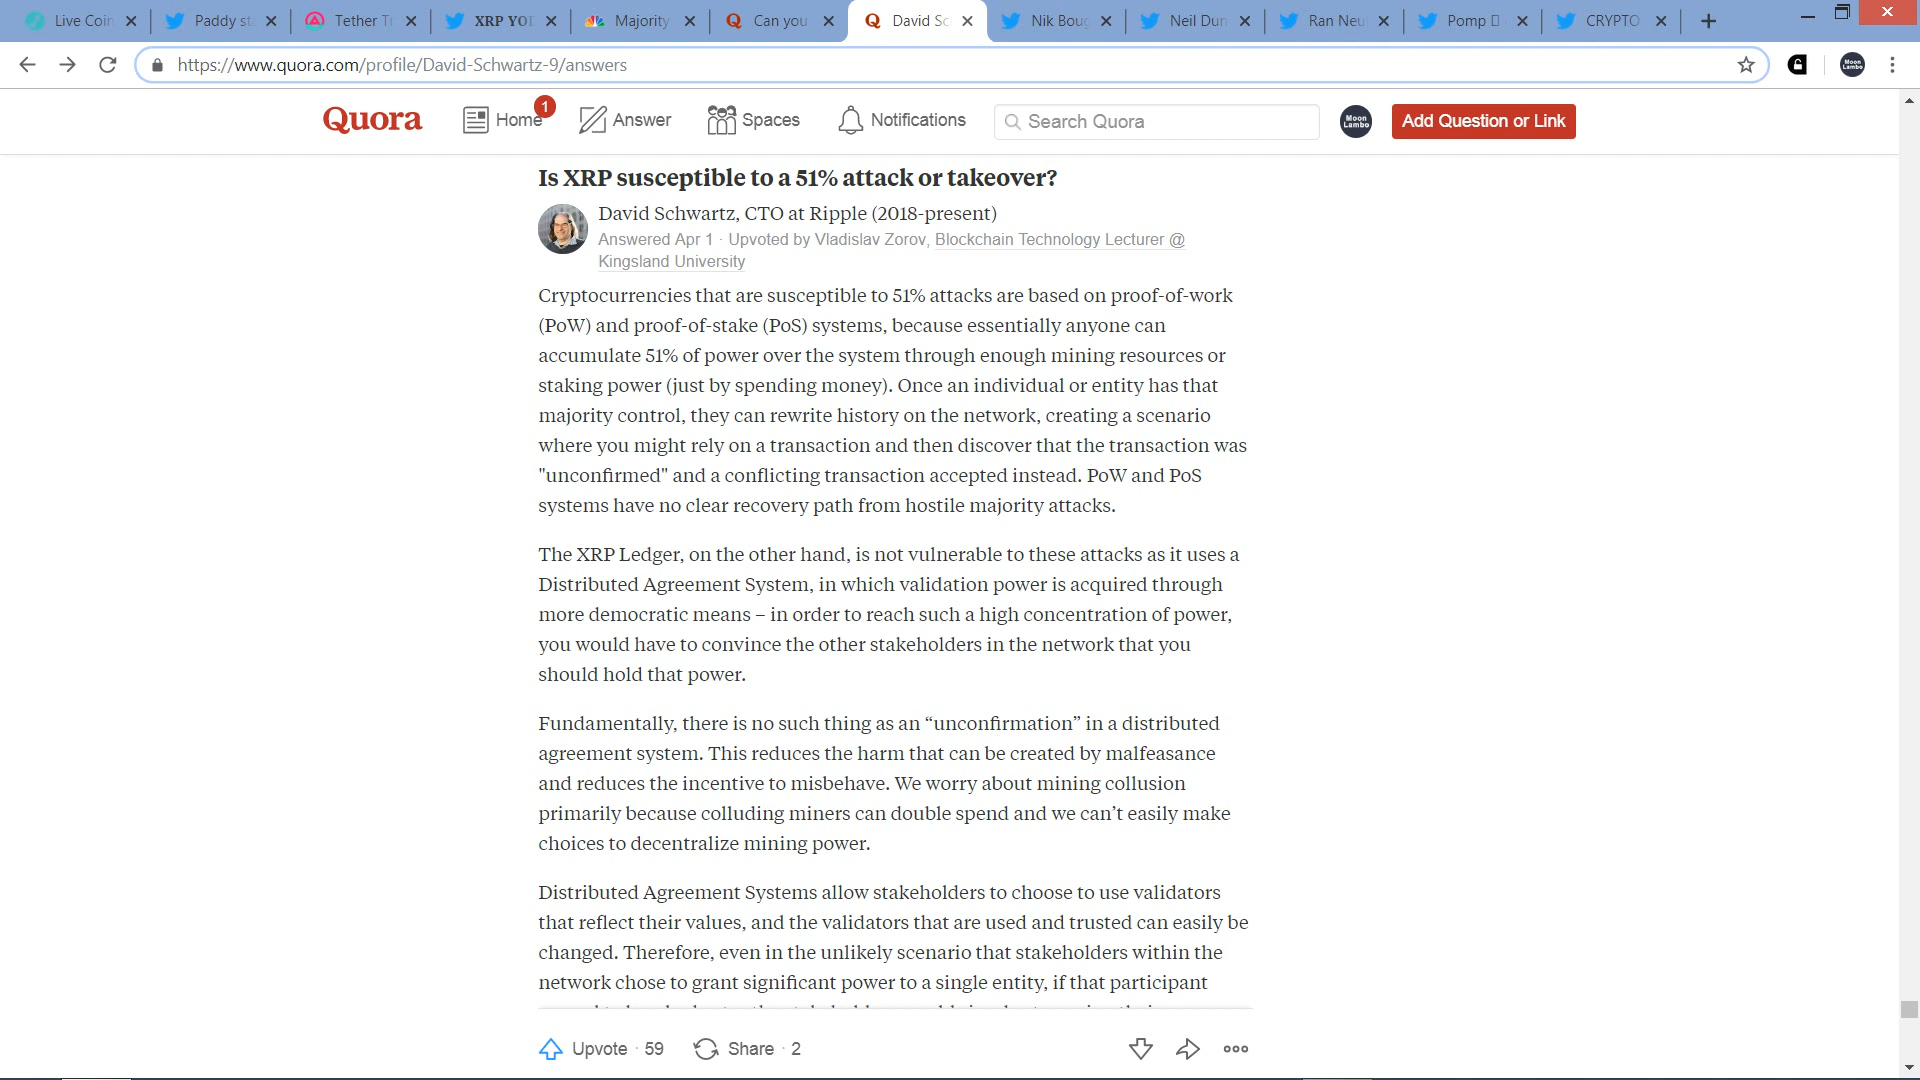 Live Coin
Paddy st
Tether T
XRP YO
Majority
Can you
David Sc
Nik Boug
Neil Dun
Ran Neu
Pomp
CRYPTO
https://www.quora.com/profile/David-Schwartz-9/answers
Moon Lambo
Quora
Home
1
Answer
Spaces
Notifications
Search Quora
Moon Lambo
Add Question or Link
Is XRP susceptible to a 51% attack or takeover?
David Schwartz, CTO at Ripple (2018-present)
Answered Apr 1 · Upvoted by Vladislav Zorov, Blockchain Technology Lecturer @
Kingsland University
Cryptocurrencies that are susceptible to 51% attacks are based on proof-of-work
(PoW) and proof-of-stake (PoS) systems, because essentially anyone can
accumulate 51% of power over the system through enough mining resources or
staking power (just by spending money). Once an individual or entity has that
majority control, they can rewrite history on the network, creating a scenario
where you might rely on a transaction and then discover that the transaction was
"unconfirmed" and a conflicting transaction accepted instead. PoW and PoS
systems have no clear recovery path from hostile majority attacks.
The XRP Ledger, on the other hand, is not vulnerable to these attacks as it uses a
Distributed Agreement System, in which validation power is acquired through
more democratic means – in order to reach such a high concentration of power,
you would have to convince the other stakeholders in the network that you
should hold that power.
Fundamentally, there is no such thing as an “unconfirmation” in a distributed
agreement system. This reduces the harm that can be created by malfeasance
and reduces the incentive to misbehave. We worry about mining collusion
primarily because colluding miners can double spend and we can’t easily make
choices to decentralize mining power.
Distributed Agreement Systems allow stakeholders to choose to use validators
that reflect their values, and the validators that are used and trusted can easily be
changed. Therefore, even in the unlikely scenario that stakeholders within the
network chose to grant significant power to a single entity, if that participant
Upvote · 59
Share · 2